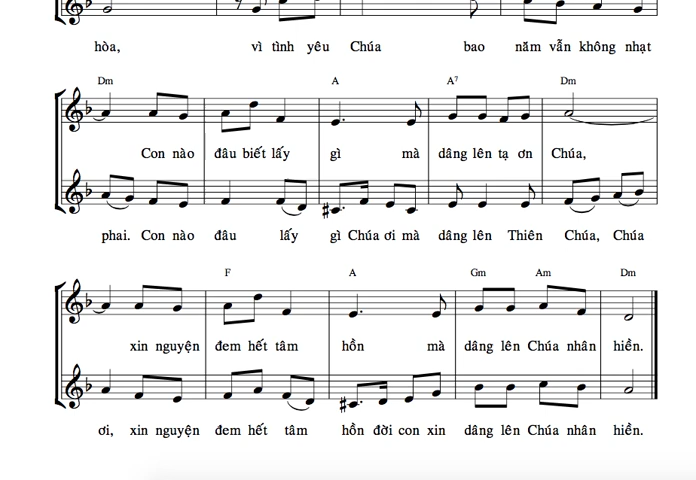 hòa, vì tình yêu Chúa bao năm vẫn không nhạt
Dm A A7 Dm
Con nào đâu biết lấy gì mà dâng lên tạ ơn Chúa,
phai. Con nào đâu lấy gì Chúa ơi mà dâng lên Thiên Chúa, Chúa
F A Gm Am Dm
xin nguyện đem hết tâm hồn mà dâng lên Chúa nhân hiền.
ơi, xin nguyện đem hết tâm hồn đời con xin dâng lên Chúa nhân hiền.